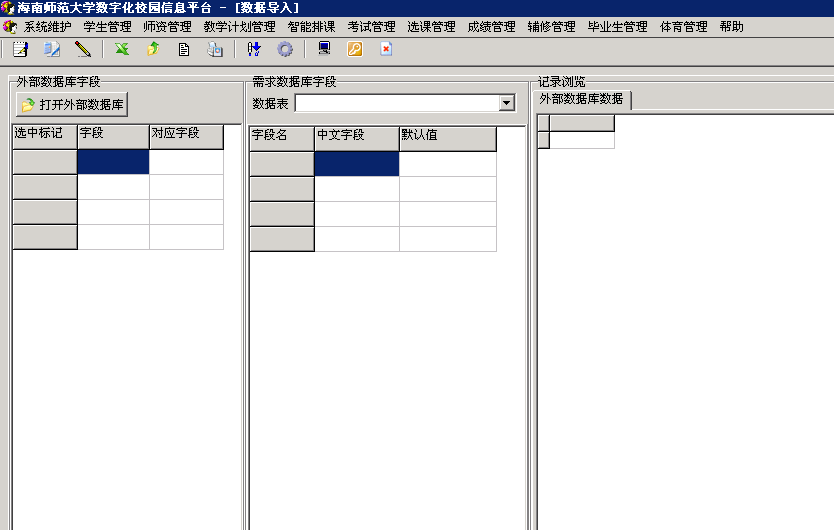 海南师范大学数字化校园信息平台 - [数据导入]
系统维护 学生管理 师资管理 教学计划管理 智能排课 考试管理 选课管理 成绩管理 辅修管理 毕业生管理 体育管理 帮助
外部数据库字段
打开外部数据库
选中标记 字段 对应字段
需求数据库字段
数据表
字段名 中文字段 默认值
记录浏览
外部数据库数据